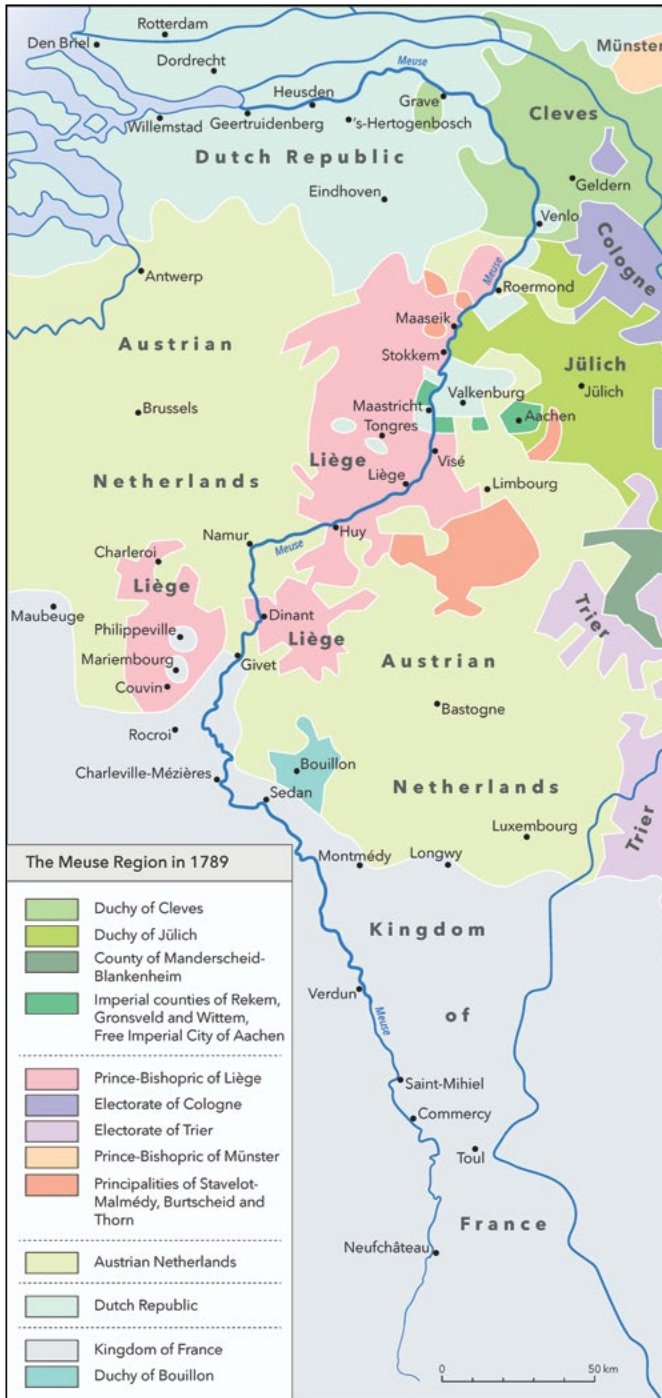 Rotterdam
Den Briel
Dordrecht
Meuse
Münster
Heusden
Grave
Cleves
Willemstad
Geertruidenberg
's-Hertogenbosch
Dutch Republic
Geldern
Eindhoven
Venlo
Cologne
Antwerp
Meuse
Roermond
Austrian
Maaseik
Stokkem
Jülich
Jülich
Valkenburg
Brussels
Maastricht
Aachen
Tongres
Liège
Visé
Netherlands
Liège
Limbourg
Namur
Meuse
Huy
Charleroi
Liège
Trier
Maubeuge
Dinant
Philippeville
Liège
Mariembourg
Givet
Austrian
Couvin
Bastogne
Rocroi
Bouillon
Charleville-Mézières
Netherlands
Sedan
Trier
Luxembourg
Montmédy
Longwy
Kingdom
Verdun
Meuse
of
Saint-Mihiel
Commercy
Toul
France
Neufchâteau
0
50 km
The Meuse Region in 1789
Duchy of Cleves
Duchy of Jülich
County of Manderscheid-
Blankenheim
Imperial counties of Rekem,
Gronsveld and Wittem,
Free Imperial City of Aachen
Prince-Bishopric of Liège
Electorate of Cologne
Electorate of Trier
Prince-Bishopric of Münster
Principalities of Stavelot-
Malmédy, Burtscheid and
Thorn
Austrian Netherlands
Dutch Republic
Kingdom of France
Duchy of Bouillon